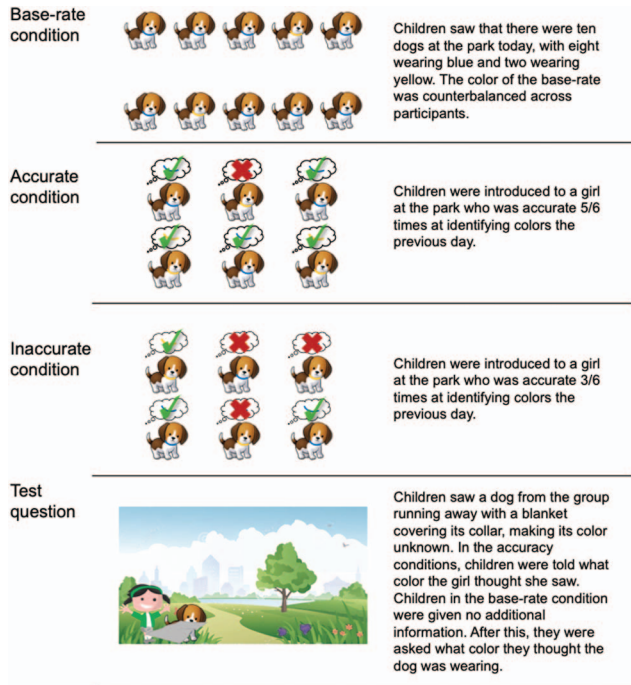 Base-rate
condition
Children saw that there were ten
dogs at the park today, with eight
wearing blue and two wearing
yellow. The color of the base-rate
was counterbalanced across
participants.
Accurate
condition
Children were introduced to a girl
at the park who was accurate 5/6
times at identifying colors the
previous day.
Inaccurate
condition
Children were introduced to a girl
at the park who was accurate 3/6
times at identifying colors the
previous day.
Test
question
Children saw a dog from the group
running away with a blanket
covering its collar, making its color
unknown. In the accuracy
conditions, children were told what
color the girl thought she saw.
Children in the base-rate condition
were given no additional
information. After this, they were
asked what color they thought the
dog was wearing.